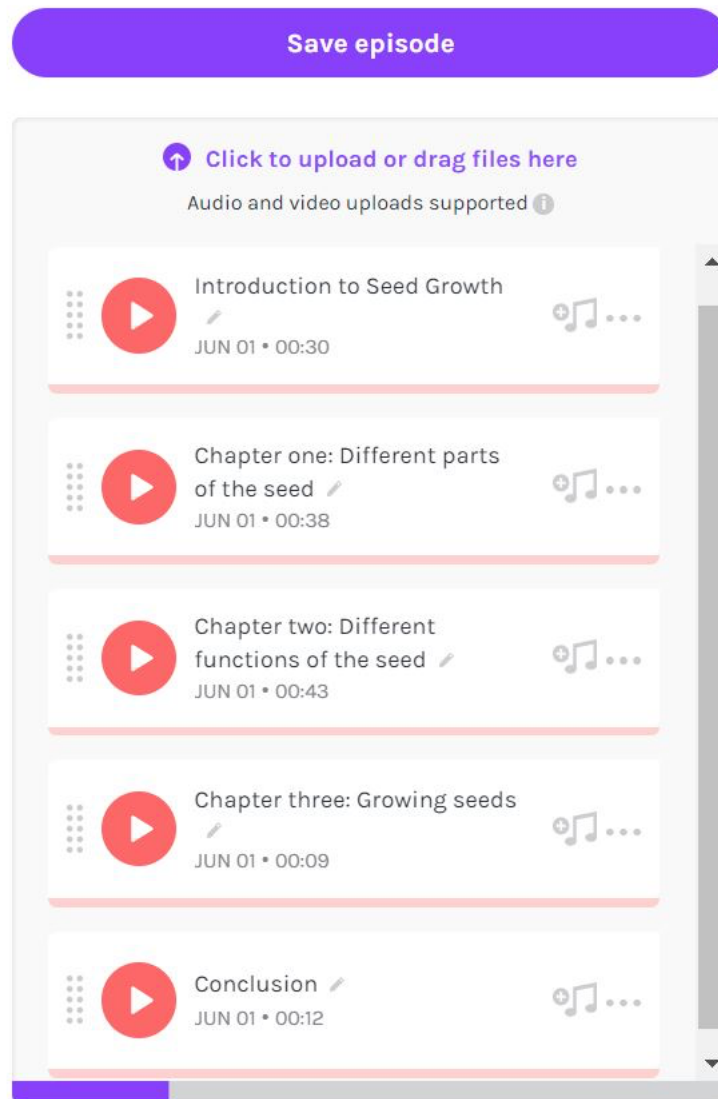 Save episode
Click to upload or drag files here
Audio and video uploads supported
Introduction to Seed Growth
JUN 01 • 00:30
Chapter one: Different parts
of the seed
JUN 01 • 00:38
Chapter two: Different
functions of the seed
JUN 01 • 00:43
Chapter three: Growing seeds
JUN 01 • 00:09
Conclusion
JUN 01 • 00:12